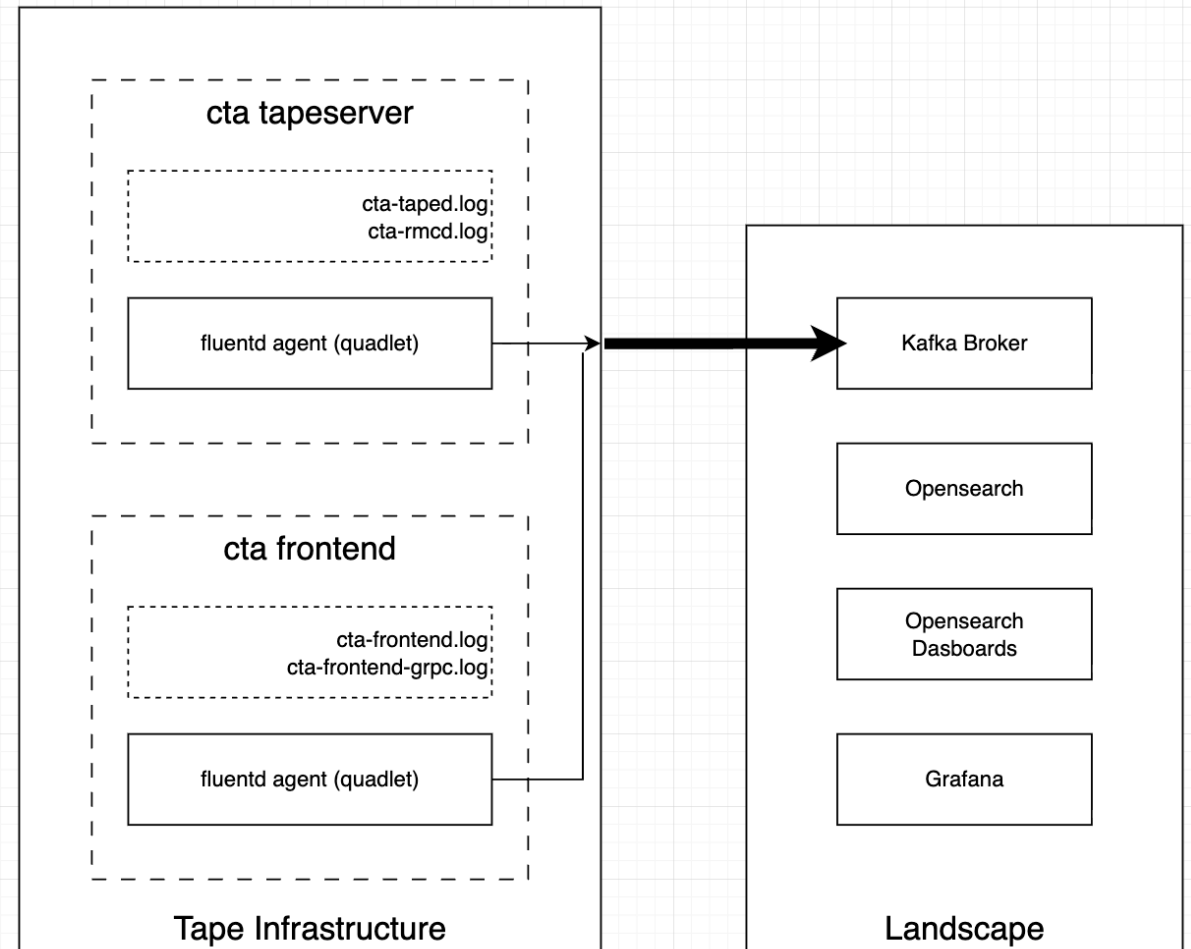 cta tapeserver
cta-taped.log
cta-rmcd.log
fluentd agent (quadlet)
cta frontend
cta-frontend.log
cta-frontend-grpc.log
fluentd agent (quadlet)
Tape Infrastructure
Kafka Broker
Opensearch
Opensearch
Dasboards
Grafana
Landscape